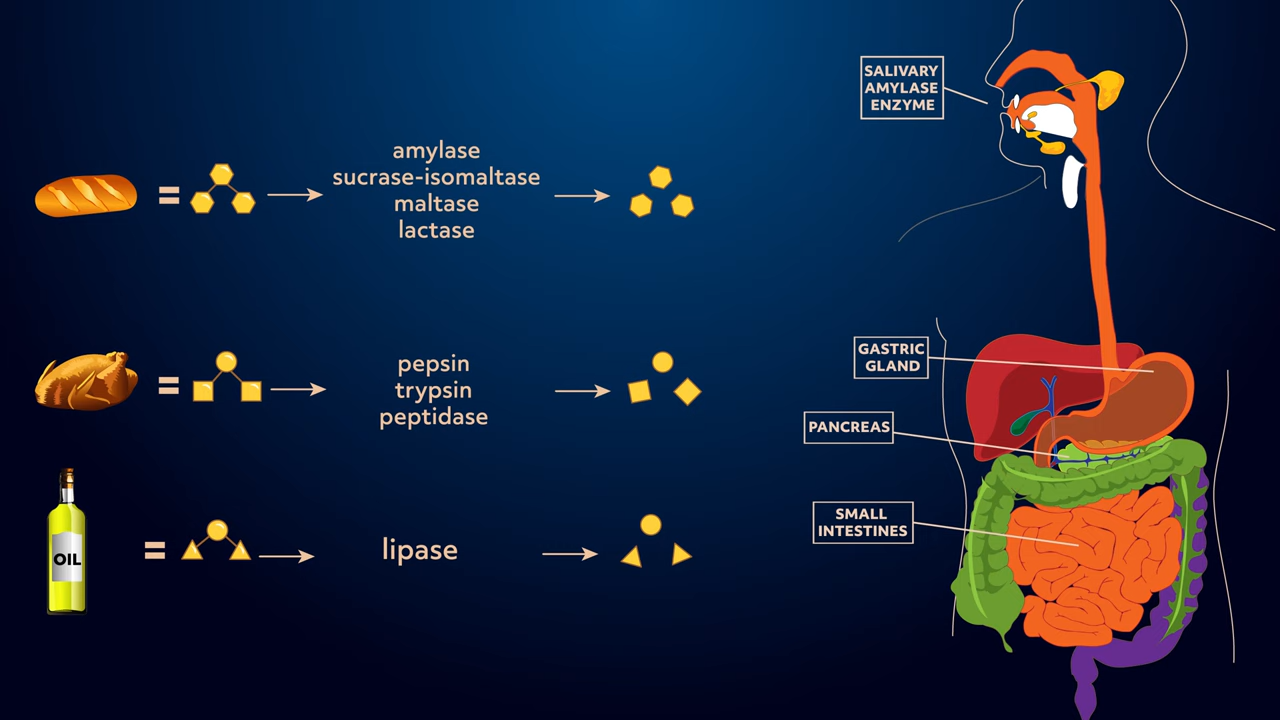 amylase
sucrase-isomaltase
maltase
lactase
pepsin
trypsin
peptidase
OIL
lipase
SALIVARY
AMYLASE
ENZYME
GASTRIC
GLAND
PANCREAS
SMALL
INTESTINES